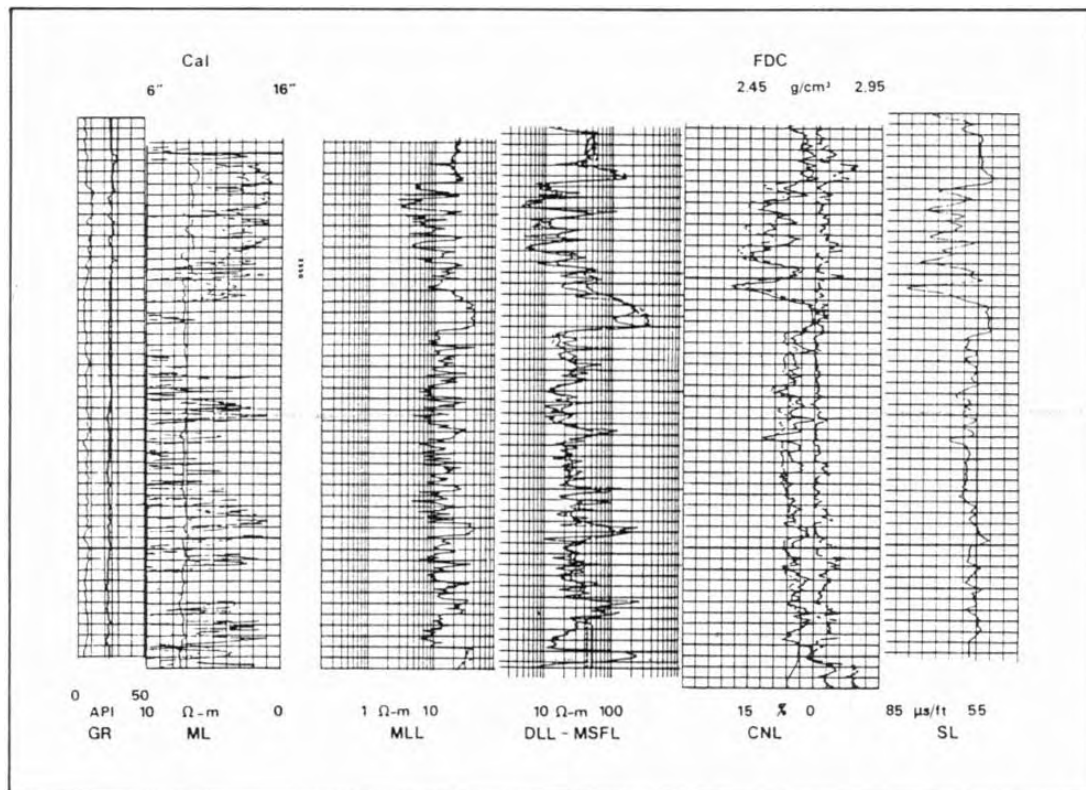 Cal
FDC
6" 16"
2.45 g/cm³ 2.95
0 50
API
GR
10 Ω-m 0
ML
1 Ω-m 10
MLL
10 Ω-m 100
DLL - MSFL
15 % 0
CNL
85 µs/ft 55
SL